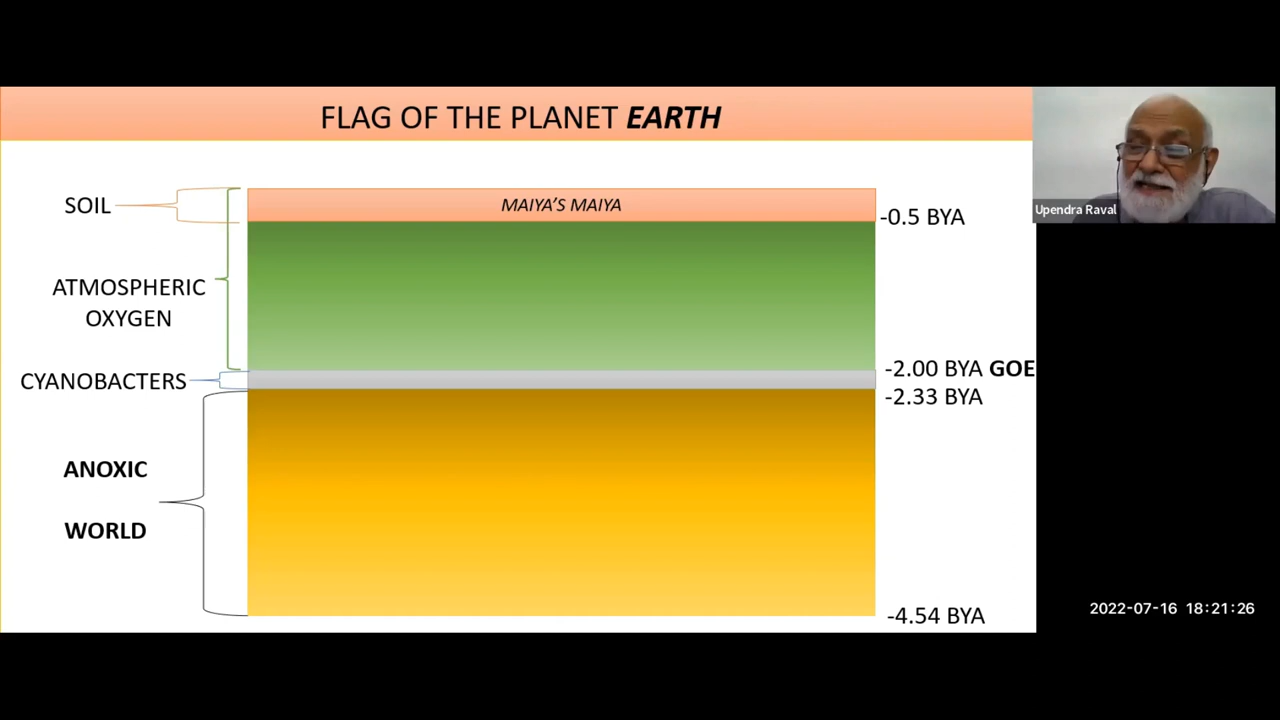 FLAG OF THE PLANET EARTH
Upendra Raval
SOIL
MAIYA'S MAIYA
-0.5 BYA
ATMOSPHERIC
OXYGEN
-2.00 BYA GOE
CYANOBACTERS
-2.33 BYA
ANOXIC
WORLD
-4.54 BYA
2022-07-16 18:21:26